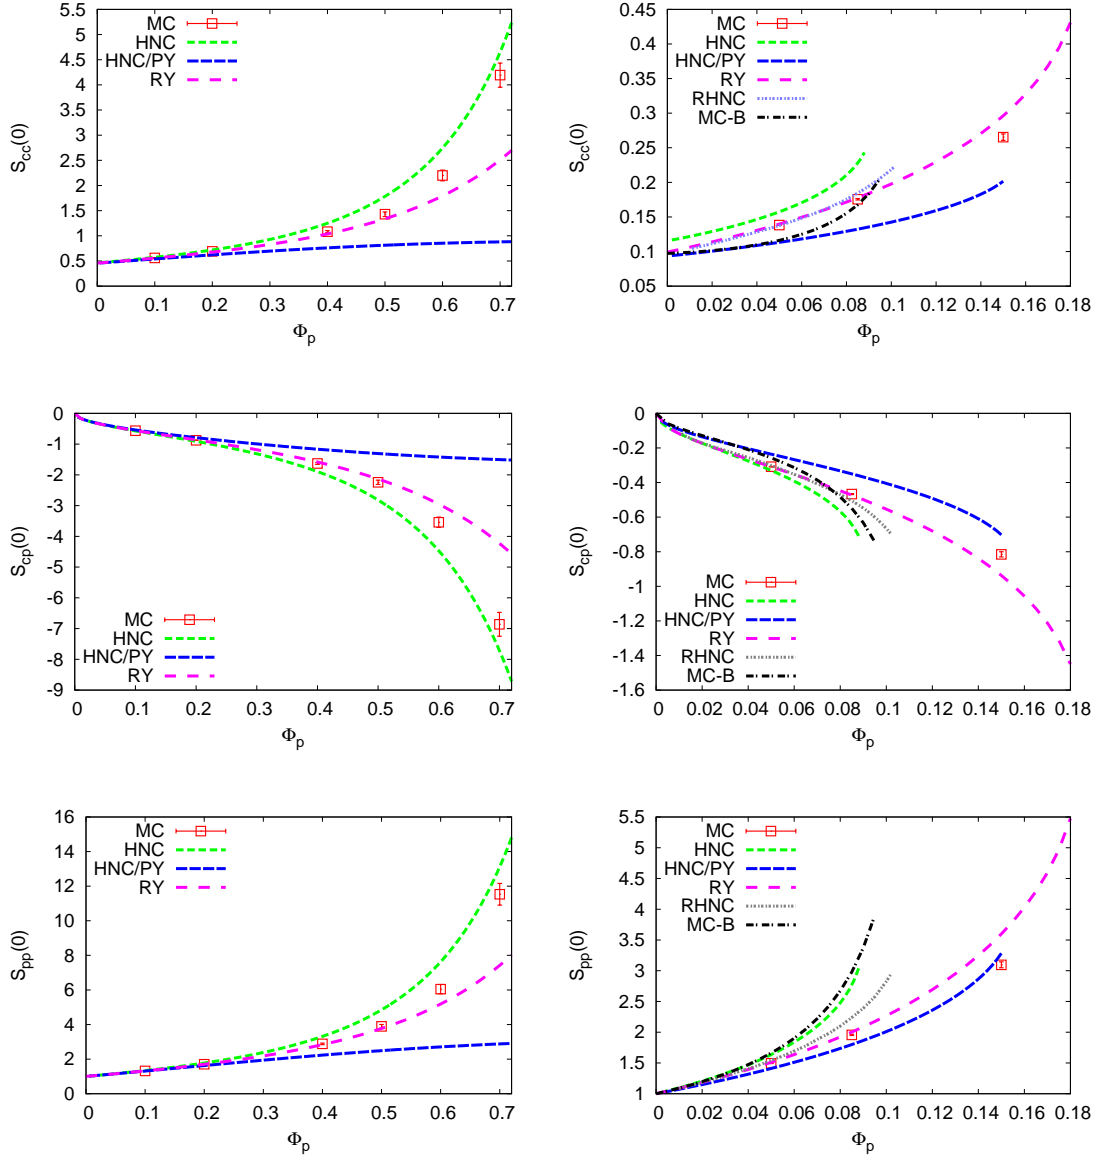 5.5
5
4.5
4
3.5
3
2.5
2
1.5
1
0.5
0
S_cc(0)
MC
HNC
HNC/PY
RY
0 0.1 0.2 0.3 0.4 0.5 0.6 0.7
Φ_p
0.45
0.4
0.35
0.3
0.25
0.2
0.15
0.1
0.05
S_cc(0)
MC
HNC
HNC/PY
RY
RHNC
MC-B
0 0.02 0.04 0.06 0.08 0.1 0.12 0.14 0.16 0.18
Φ_p
0
-1
-2
-3
-4
-5
-6
-7
-8
-9
S_cp(0)
MC
HNC
HNC/PY
RY
0 0.1 0.2 0.3 0.4 0.5 0.6 0.7
Φ_p
0
-0.2
-0.4
-0.6
-0.8
-1
-1.2
-1.4
-1.6
S_cp(0)
MC
HNC
HNC/PY
RY
RHNC
MC-B
0 0.02 0.04 0.06 0.08 0.1 0.12 0.14 0.16 0.18
Φ_p
16
14
12
10
8
6
4
2
0
S_pp(0)
MC
HNC
HNC/PY
RY
0 0.1 0.2 0.3 0.4 0.5 0.6 0.7
Φ_p
5.5
5
4.5
4
3.5
3
2.5
2
1.5
1
S_pp(0)
MC
HNC
HNC/PY
RY
RHNC
MC-B
0 0.02 0.04 0.06 0.08 0.1 0.12 0.14 0.16 0.18
Φ_p